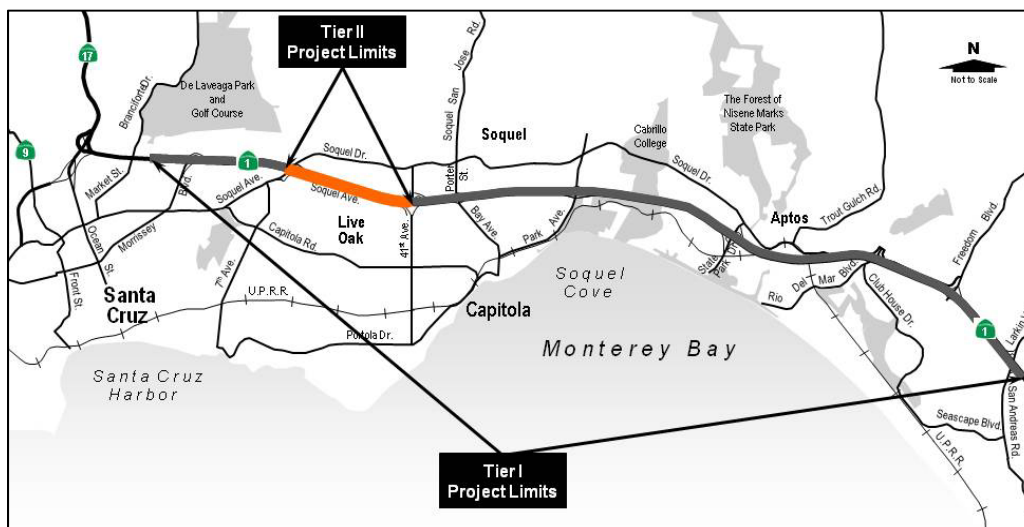 Tier II
Project Limits
17
De LaVeaga Park
and
Golf Course
Branciforte Dr.
Soquel San Jose Rd.
N
Not to Scale
The Forest of
Nisene Marks
State Park
Cabrillo
College
Soquel
9
1
Soquel Dr.
Soquel Dr.
Market St.
Morrissey Blvd.
Soquel Ave.
Soquel Ave.
Porter St.
Live
Oak
41st Ave.
Bay Ave.
Park Ave.
Aptos
Trout Gulch Rd.
Freedom Blvd.
State Park Dr.
Ocean St.
Capitola Rd.
7th Ave.
Front St.
Santa
Cruz
U.P.R.R.
Capitola
Soquel
Cove
Rio Del Mar Blvd.
Club House Dr.
1
Portola Dr.
Monterey Bay
Santa Cruz
Harbor
San Andreas Rd.
Seascape Blvd.
U.P.R.R.
Tier I
Project Limits